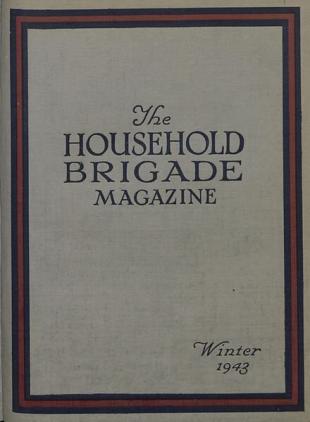 The
HOUSEHOLD
BRIGADE
MAGAZINE
Winter
1943